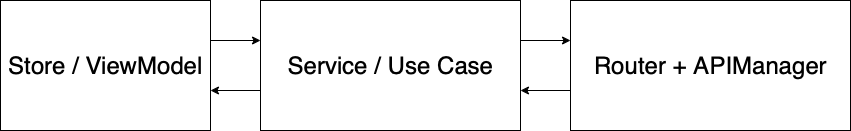 Store / ViewModel
Service / Use Case
Router + APIManager